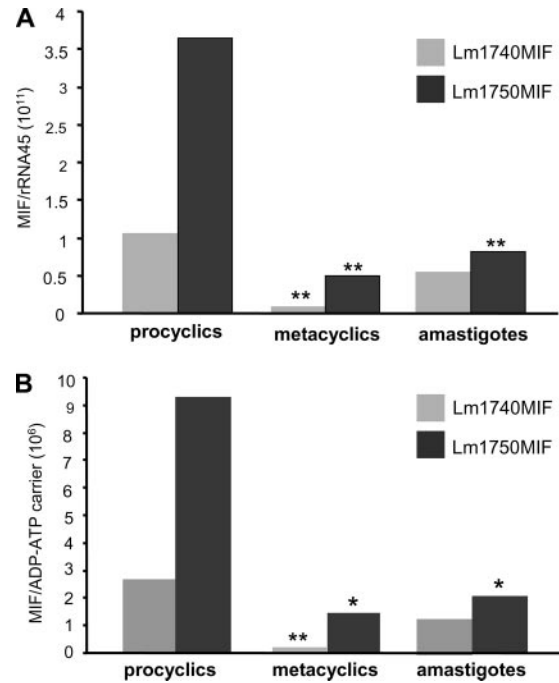 A
4
3.5
3
2.5
2
1.5
1
0.5
0
MIF/rRNA45 (10¹¹)
Lm1740MIF
Lm1750MIF
**
**
**
procyclics metacyclics amastigotes
B
10
9
8
7
6
5
4
3
2
1
0
MIF/ADP-ATP carrier (10⁶)
Lm1740MIF
Lm1750MIF
**
*
*
procyclics metacyclics amastigotes